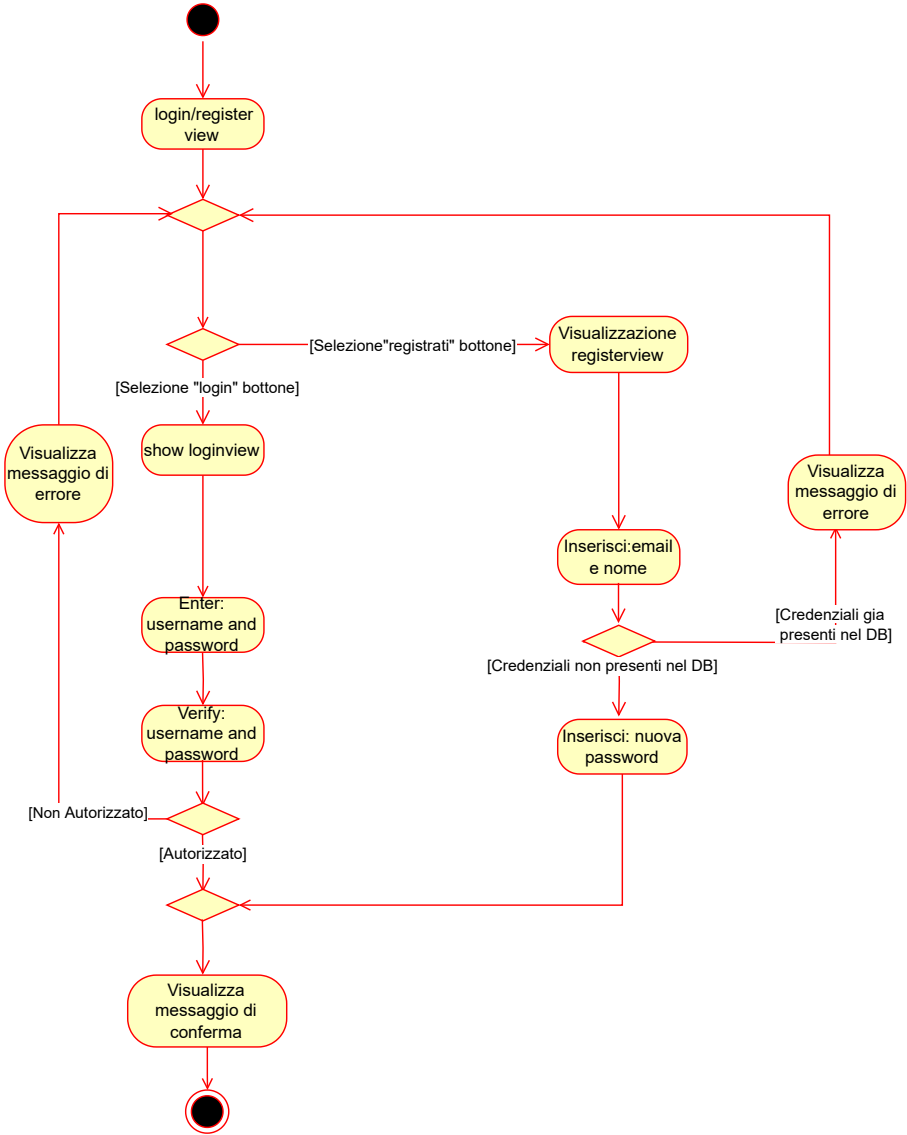 login/register
view
[Selezione"registrati" bottone]
Visualizzazione
registerview
[Selezione "login" bottone]
show loginview
Visualizza
messaggio di
errore
Visualizza
messaggio di
errore
Inserisci:email
e nome
Enter:
username and
password
[Credenziali gia
presenti nel DB]
[Credenziali non presenti nel DB]
Verify:
username and
password
Inserisci: nuova
password
[Non Autorizzato]
[Autorizzato]
Visualizza
messaggio di
conferma